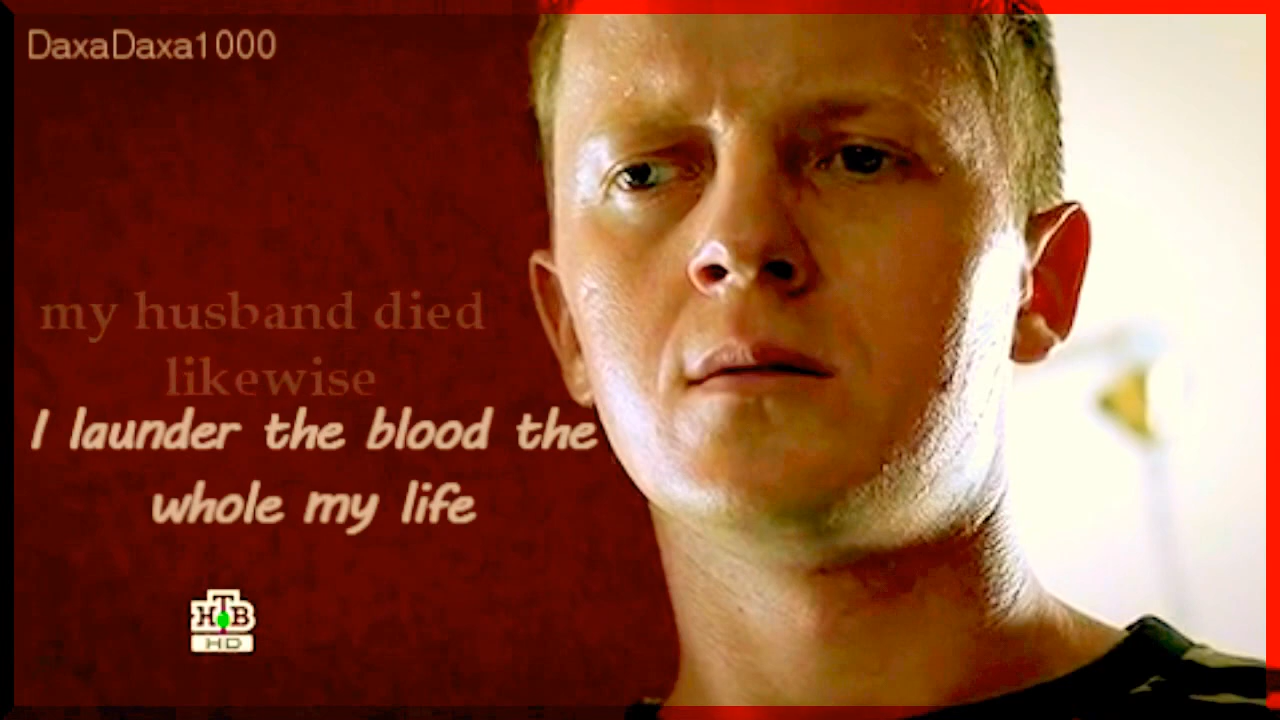 DaxaDaxa1000
my husband died
likewise
I launder the blood the
whole my life
НТВ
HD